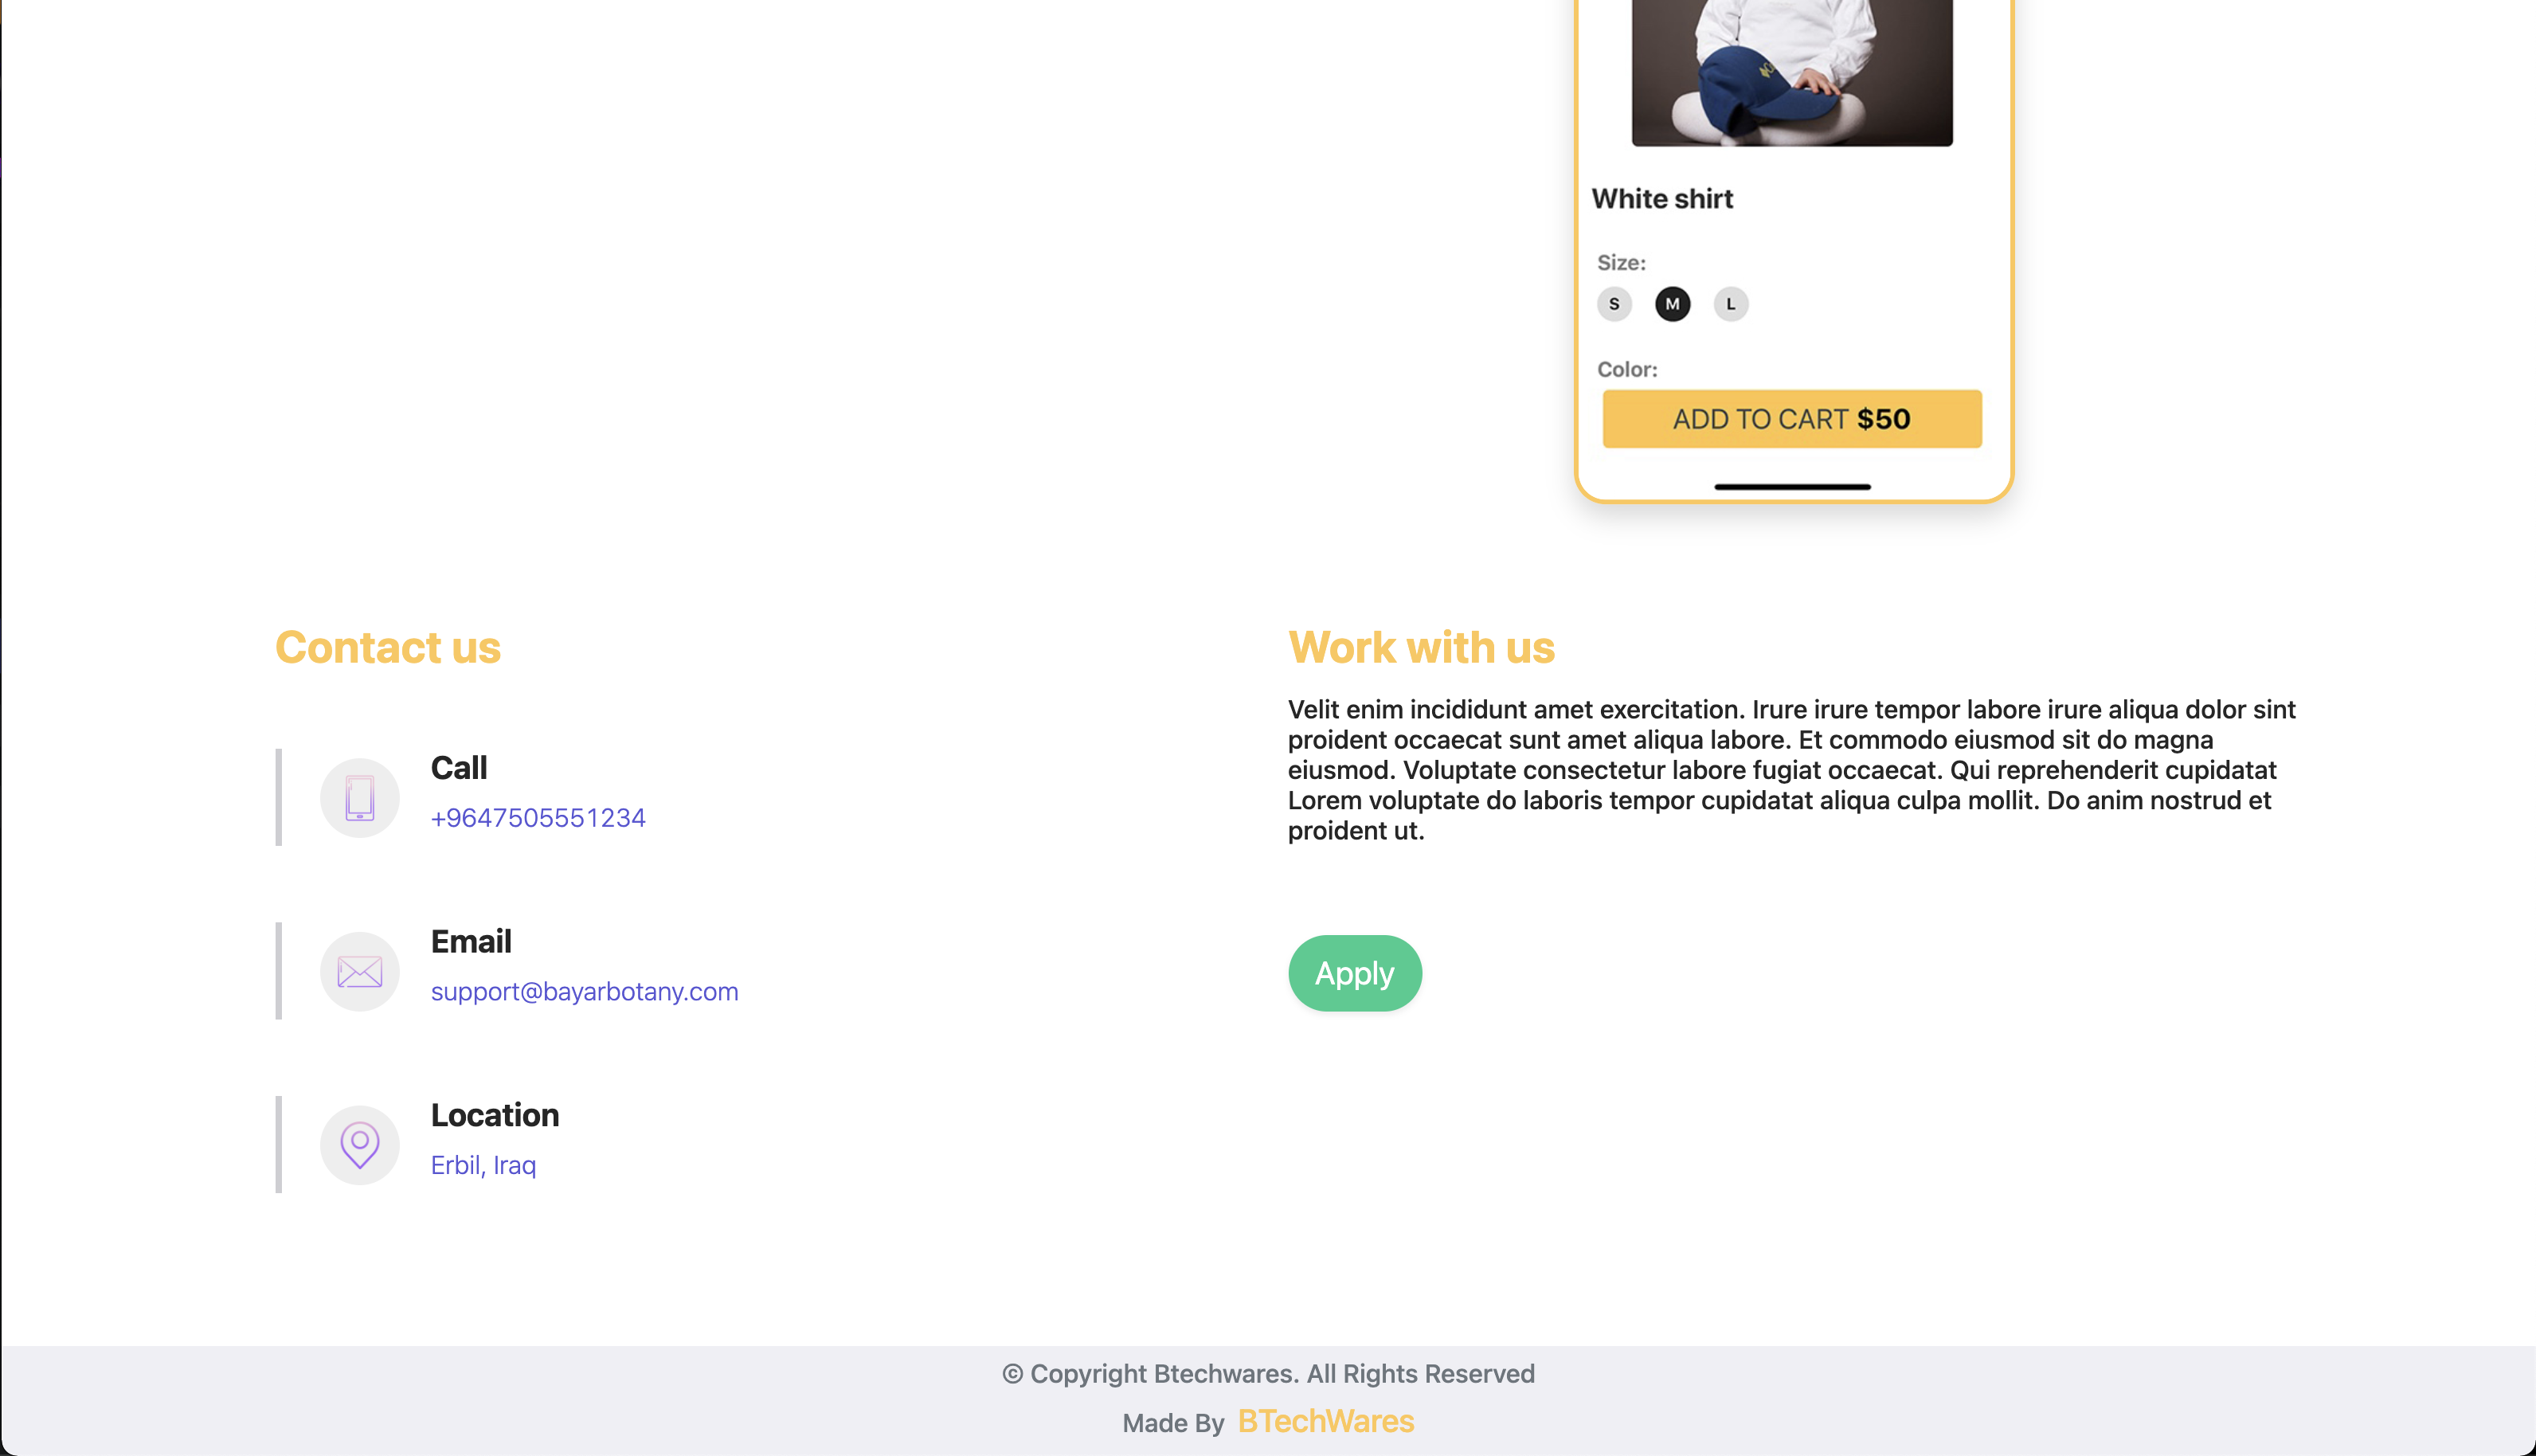 White shirt
Size:
S M L
Color:
ADD TO CART $50
Contact us
Call
+9647505551234
Email
support@bayarbotany.com
Location
Erbil, Iraq
Work with us
Velit enim incididunt amet exercitation. Irure irure tempor labore irure aliqua dolor sint
proident occaecat sunt amet aliqua labore. Et commodo eiusmod sit do magna
eiusmod. Voluptate consectetur labore fugiat occaecat. Qui reprehenderit cupidatat
Lorem voluptate do laboris tempor cupidatat aliqua culpa mollit. Do anim nostrud et
proident ut.
Apply
© Copyright Btechwares. All Rights Reserved
Made By BTechWares